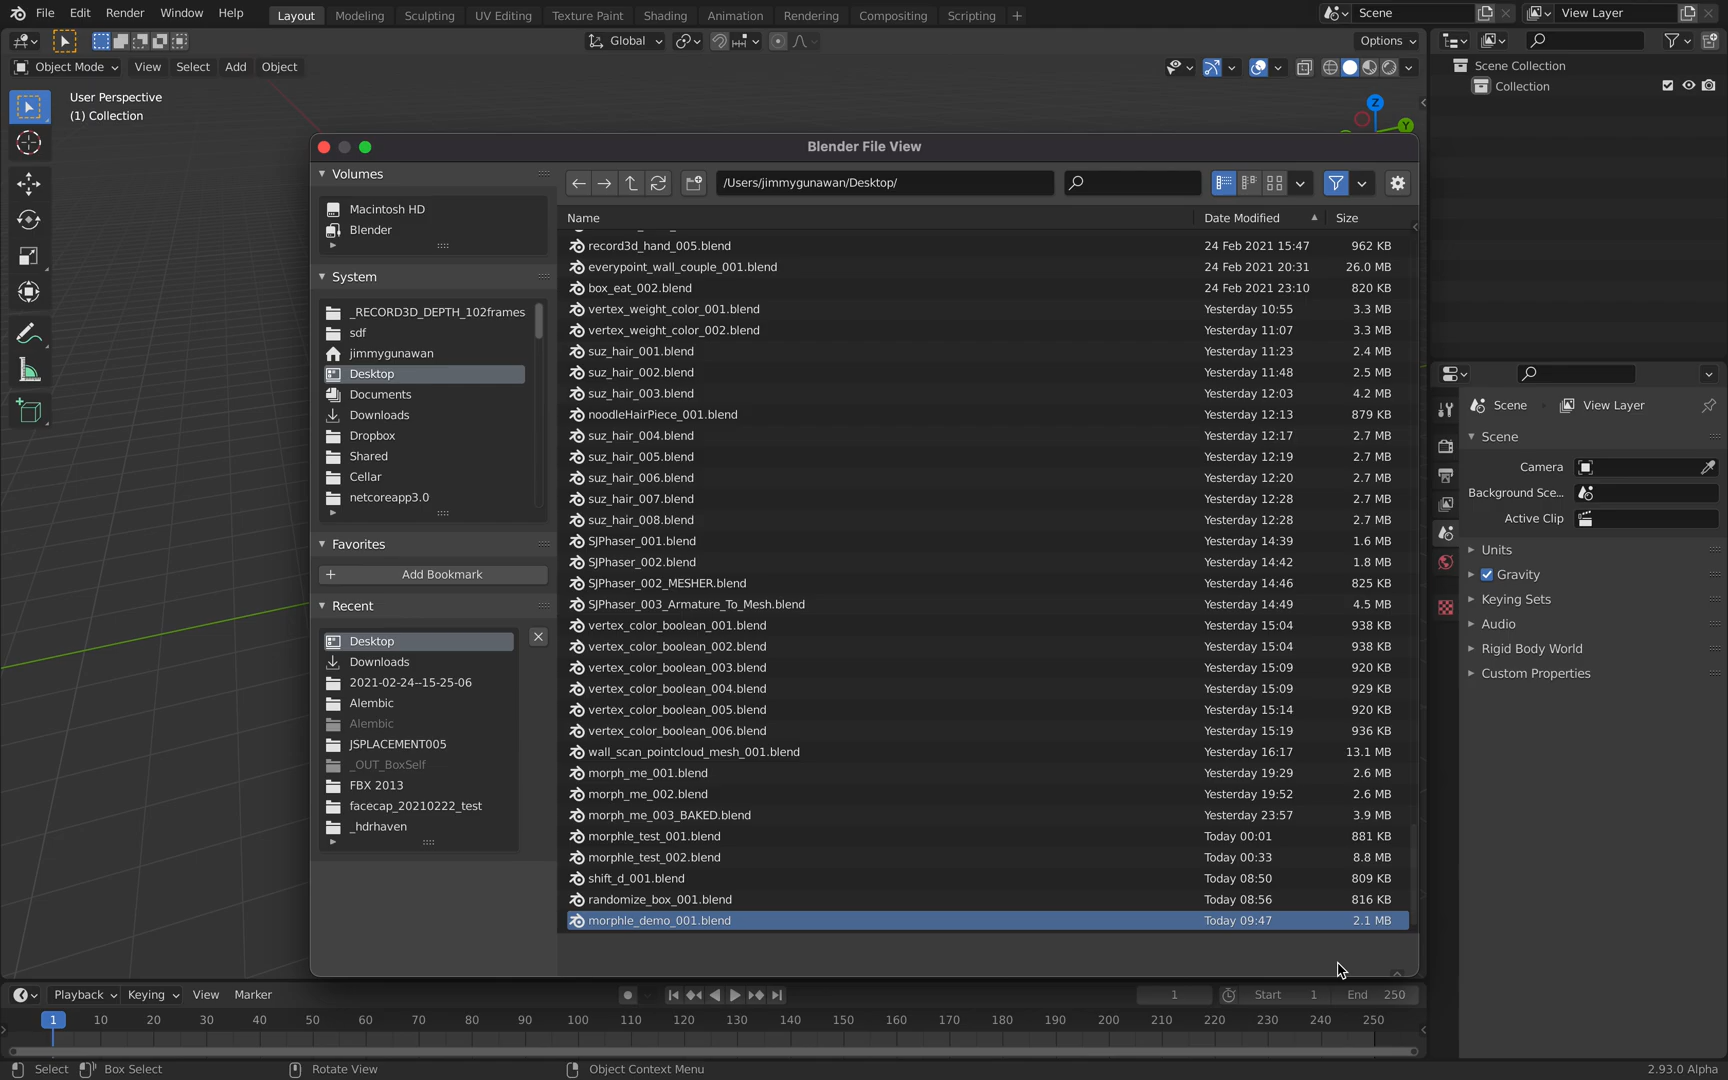 File Edit Render Window Help Layout Modeling Sculpting UV Editing Texture Paint Shading Animation Rendering Compositing Scripting + Scene View Layer
Global Options
Object Mode View Select Add Object
Scene Collection
Collection
User Perspective
(1) Collection
Z
Y
Blender File View
Volumes
Macintosh HD
Blender
System
_RECORD3D_DEPTH_102frames
sdf
jimmygunawan
Desktop
Documents
Downloads
Dropbox
Shared
Cellar
netcoreapp3.0
Favorites
+ Add Bookmark
Recent
Desktop
Downloads
2021-02-24--15-25-06
Alembic
Alembic
JSPLACEMENT005
_OUT_BoxSelf
FBX 2013
facecap_20210222_test
_hdrhaven
/Users/jimmygunawan/Desktop/
Name Date Modified Size
record3d_hand_005.blend 24 Feb 2021 15:47 962 KB
everypoint_wall_couple_001.blend 24 Feb 2021 20:31 26.0 MB
box_eat_002.blend 24 Feb 2021 23:10 820 KB
vertex_weight_color_001.blend Yesterday 10:55 3.3 MB
vertex_weight_color_002.blend Yesterday 11:07 3.3 MB
suz_hair_001.blend Yesterday 11:23 2.4 MB
suz_hair_002.blend Yesterday 11:48 2.5 MB
suz_hair_003.blend Yesterday 12:03 4.2 MB
noodleHairPiece_001.blend Yesterday 12:13 879 KB
suz_hair_004.blend Yesterday 12:17 2.7 MB
suz_hair_005.blend Yesterday 12:19 2.7 MB
suz_hair_006.blend Yesterday 12:20 2.7 MB
suz_hair_007.blend Yesterday 12:28 2.7 MB
suz_hair_008.blend Yesterday 12:28 2.7 MB
SJPhaser_001.blend Yesterday 14:39 1.6 MB
SJPhaser_002.blend Yesterday 14:42 1.8 MB
SJPhaser_002_MESHER.blend Yesterday 14:46 825 KB
SJPhaser_003_Armature_To_Mesh.blend Yesterday 14:49 4.5 MB
vertex_color_boolean_001.blend Yesterday 15:04 938 KB
vertex_color_boolean_002.blend Yesterday 15:04 938 KB
vertex_color_boolean_003.blend Yesterday 15:09 920 KB
vertex_color_boolean_004.blend Yesterday 15:09 929 KB
vertex_color_boolean_005.blend Yesterday 15:14 920 KB
vertex_color_boolean_006.blend Yesterday 15:19 936 KB
wall_scan_pointcloud_mesh_001.blend Yesterday 16:17 13.1 MB
morph_me_001.blend Yesterday 19:29 2.6 MB
morph_me_002.blend Yesterday 19:52 2.6 MB
morph_me_003_BAKED.blend Yesterday 23:57 3.9 MB
morphle_test_001.blend Today 00:01 881 KB
morphle_test_002.blend Today 00:33 8.8 MB
shift_d_001.blend Today 08:50 809 KB
randomize_box_001.blend Today 08:56 816 KB
morphle_demo_001.blend Today 09:47 2.1 MB
Scene View Layer
Scene
Camera
Background Sce...
Active Clip
Units
Gravity
Keying Sets
Audio
Rigid Body World
Custom Properties
Playback Keying View Marker 1 Start 1 End 250
1 10 20 30 40 50 60 70 80 90 100 110 120 130 140 150 160 170 180 190 200 210 220 230 240 250
Select Box Select Rotate View Object Context Menu 2.93.0 Alpha